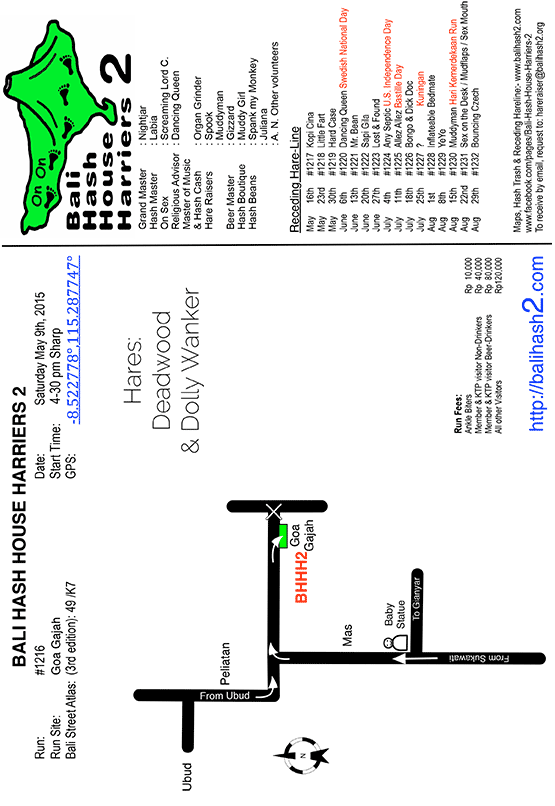 BALI HASH HOUSE HARRIERS 2
Run: #1216
Run Site: Goa Gajah
Bali Street Atlas: (3rd edition): 49 /K7
Date: Saturday May 9th, 2015
Start Time: 4-30 pm Sharp
GPS: -8.522778°,115.287747°
Hares:
Deadwood
& Dolly Wanker
Ubud
From Ubud
Peliatan
BHHH2
Goa
Gajah
Mas
Baby
Statue
To Gianyar
From Sukawati
N
Run Fees:
Ankle Biters Rp 10,000
Member & KTP visitor Non-Drinkers Rp 40,000
Member & KTP visitor Beer-Drinkers Rp 80,000
All other Visitors Rp120,000
http://balihash2.com
On On
Bali
Hash
House
Harriers 2
Grand Master : Nightjar
Hash Master : Labia
On Sex : Screaming Lord C.
Religious Advisor : Dancing Queen
Master of Music
& Hash Cash : Organ Grinder
Hare Raisers : Spook
: Muddyman
Beer Master : Gizzard
Hash Boutique : Muddy Girl
Hash Beans : Spank my Monkey
: Juliana
: A. N. Other volunteers
Receding Hare-Line
May 16th #1217 Kopi Cina
May 23rd #1218 Little Fart
May 30th #1219 Hard Case
June 6th #1220 Dancing Queen Swedish National Day
June 13th #1221 Mr. Bean
June 20th #1222 Sapi Gila
June 27th #1223 Lost & Found
July 4th #1224 Any Septic U.S. Independence Day
July 11th #1225 Allez Allez Bastille Day
July 18th #1226 Dingo & Dick Doc
July 25th #1227 ? Kuningan
Aug 1st #1228 Inflateable Bedmate
Aug 8th #1229 YoYo
Aug 15th #1230 Muddyman Hari Kemerdekaan Run
Aug 22nd #1231 Sex on the Desk / Mudflaps / Sex Mouth
Aug 29th #1232 Bouncing Czech
Maps, Hash Trash & Receding Hareline:- www.balihash2.com
www.facebook.com/pages/Bali-Hash-House-Harriers-2
To receive by email. request to: hareraiser@balihash2.org